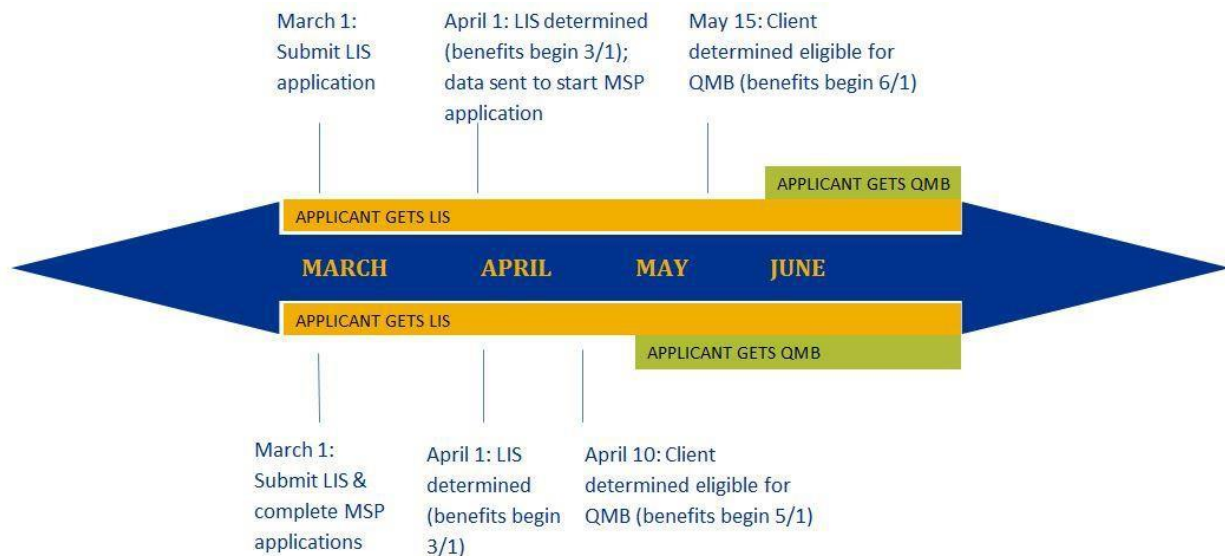 March 1:
Submit LIS
application
April 1: LIS determined
(benefits begin 3/1);
data sent to start MSP
application
May 15: Client
determined eligible for
QMB (benefits begin 6/1)
APPLICANT GETS QMB
APPLICANT GETS LIS
MARCH APRIL MAY JUNE
APPLICANT GETS LIS
APPLICANT GETS QMB
March 1:
Submit LIS &
complete MSP
applications
April 1: LIS
determined
(benefits begin
3/1)
April 10: Client
determined eligible for
QMB (benefits begin 5/1)